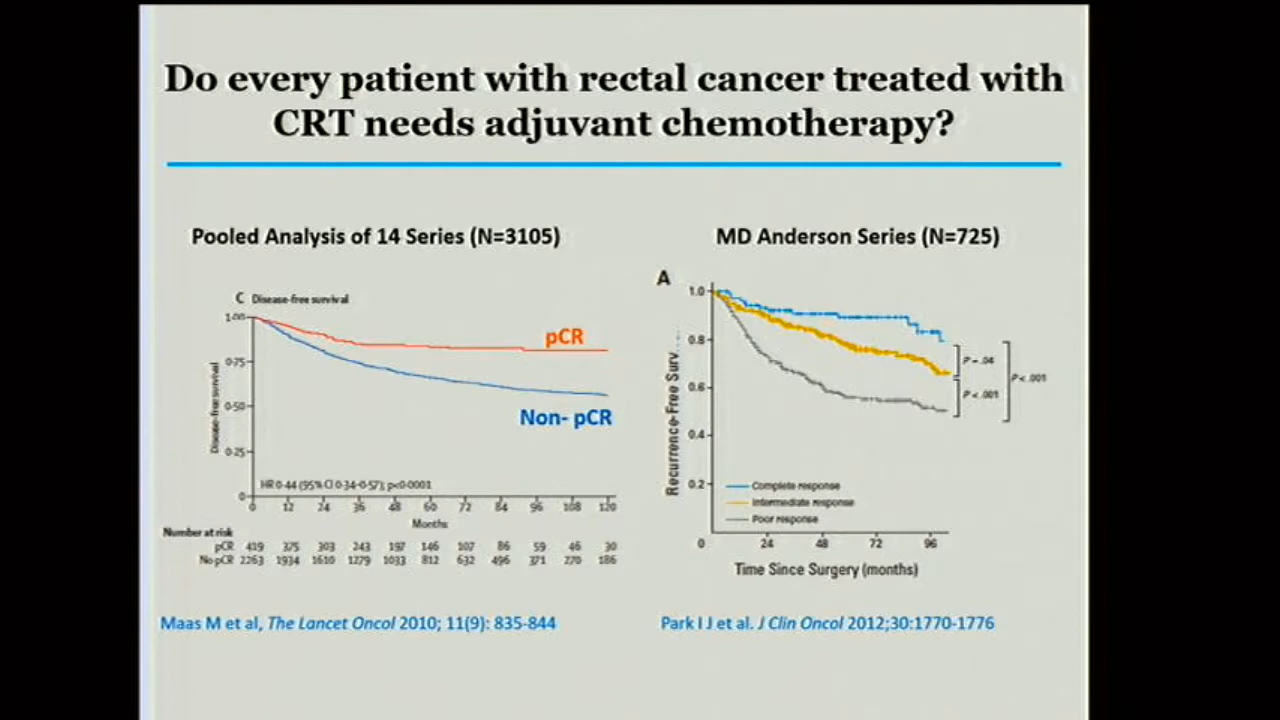 Do every patient with rectal cancer treated with
CRT needs adjuvant chemotherapy?
Pooled Analysis of 14 Series (N=3105)
C Disease-free survival
Disease-free survival
1·00
0·75
0·50
0·25
0
pCR
Non- pCR
HR 0·44 (95% CI 0·34-0·57); p<0·0001
0 12 24 36 48 60 72 84 96 108 120
Months
Number at risk
pCR 419 375 303 243 197 146 107 86 59 46 30
No pCR 2263 1934 1610 1279 1033 812 632 496 371 270 186
Maas M et al, The Lancet Oncol 2010; 11(9): 835-844
MD Anderson Series (N=725)
A
Recurrence-Free Surv
1.0
0.8
0.6
0.4
0.2
P = .04
P < .001
P < .001
Complete response
Intermediate response
Poor response
0 24 48 72 96
Time Since Surgery (months)
Park I J et al. J Clin Oncol 2012;30:1770-1776